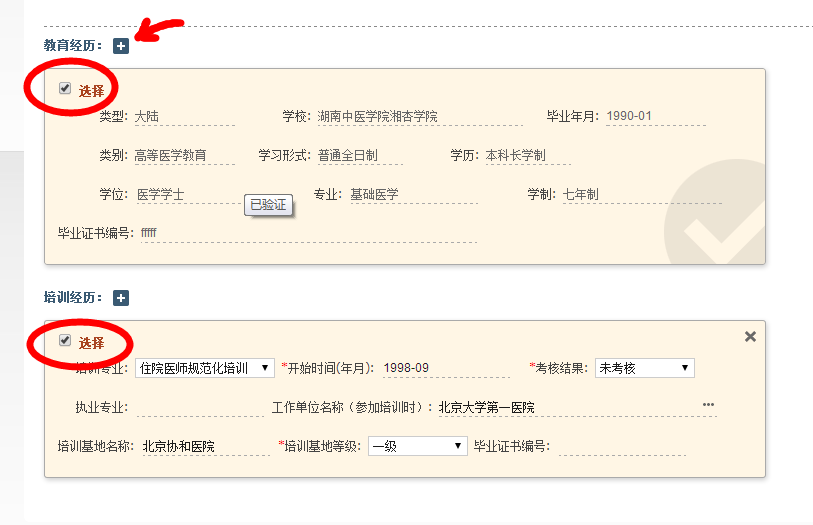 教育经历：
选择
类型: 大陆 学校: 湖南中医学院湘杏学院 毕业年月: 1990-01
类别: 高等医学教育 学习形式: 普通全日制 学历: 本科长学制
学位: 医学学士 专业: 基础医学 学制: 七年制
已验证
毕业证书编号: fffff
培训经历：
选择
培训专业: 住院医师规范化培训 *开始时间(年月): 1998-09 *考核结果: 未考核
执业专业: 工作单位名称（参加培训时）: 北京大学第一医院 ...
培训基地名称: 北京协和医院 *培训基地等级: 一级 毕业证书编号: